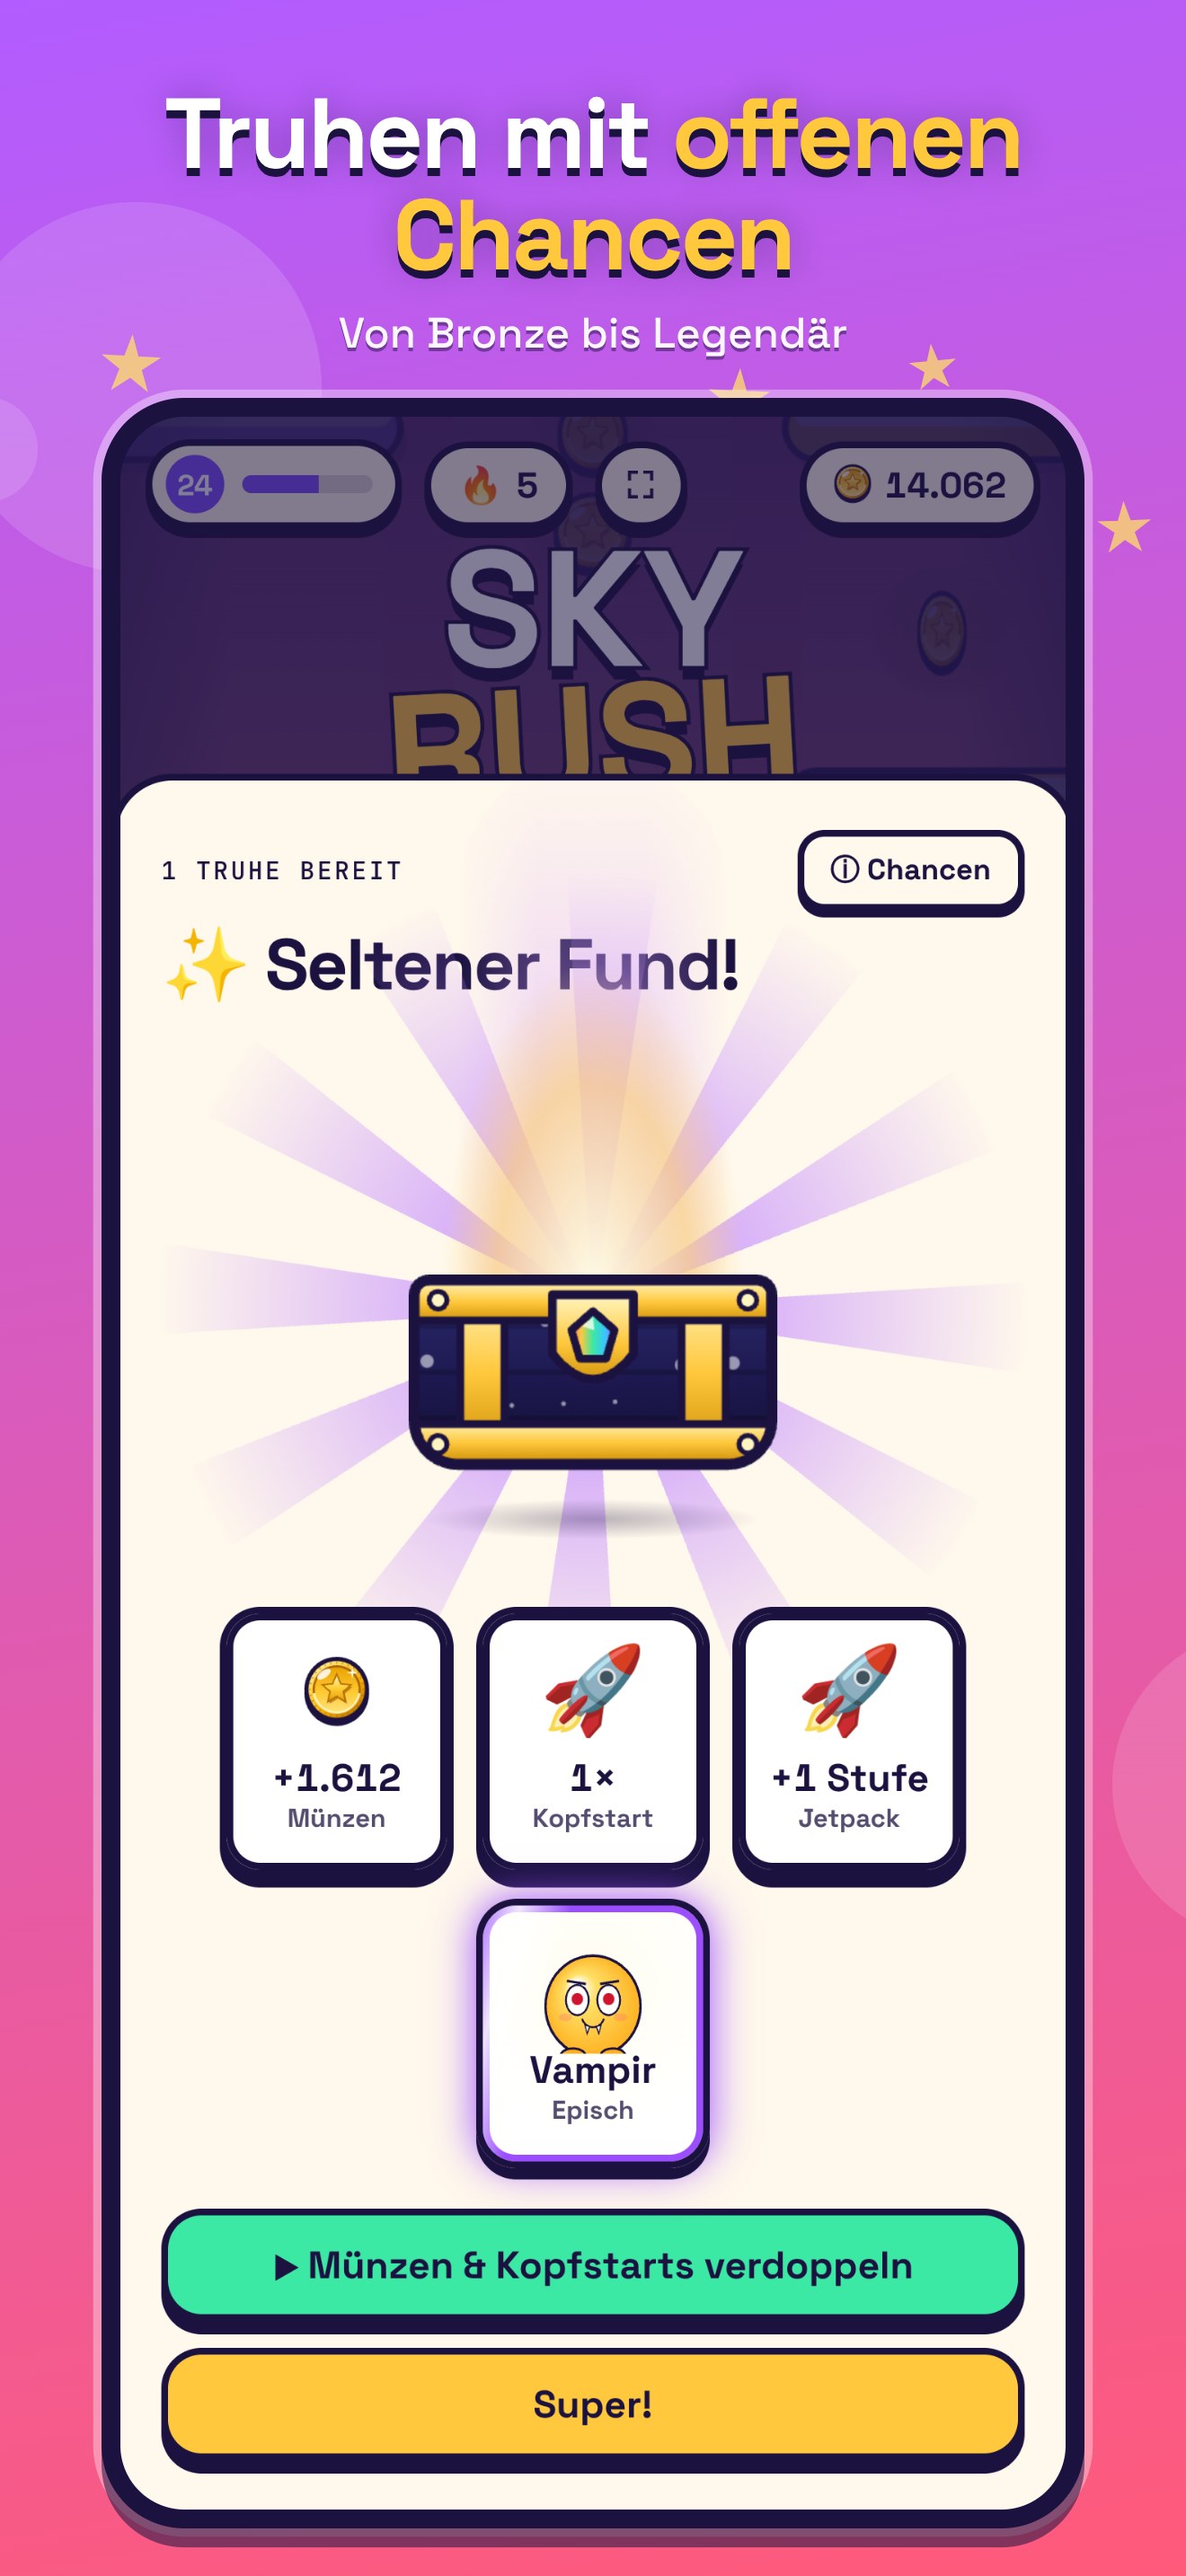 Truhen mit offenen
Chancen
Von Bronze bis Legendär
24
5
14.062
SKY
RUSH
1 TRUHE BEREIT
ⓘ Chancen
✨ Seltener Fund!
+1.612
Münzen
1×
Kopfstart
+1 Stufe
Jetpack
Vampir
Episch
▶ Münzen & Kopfstarts verdoppeln
Super!